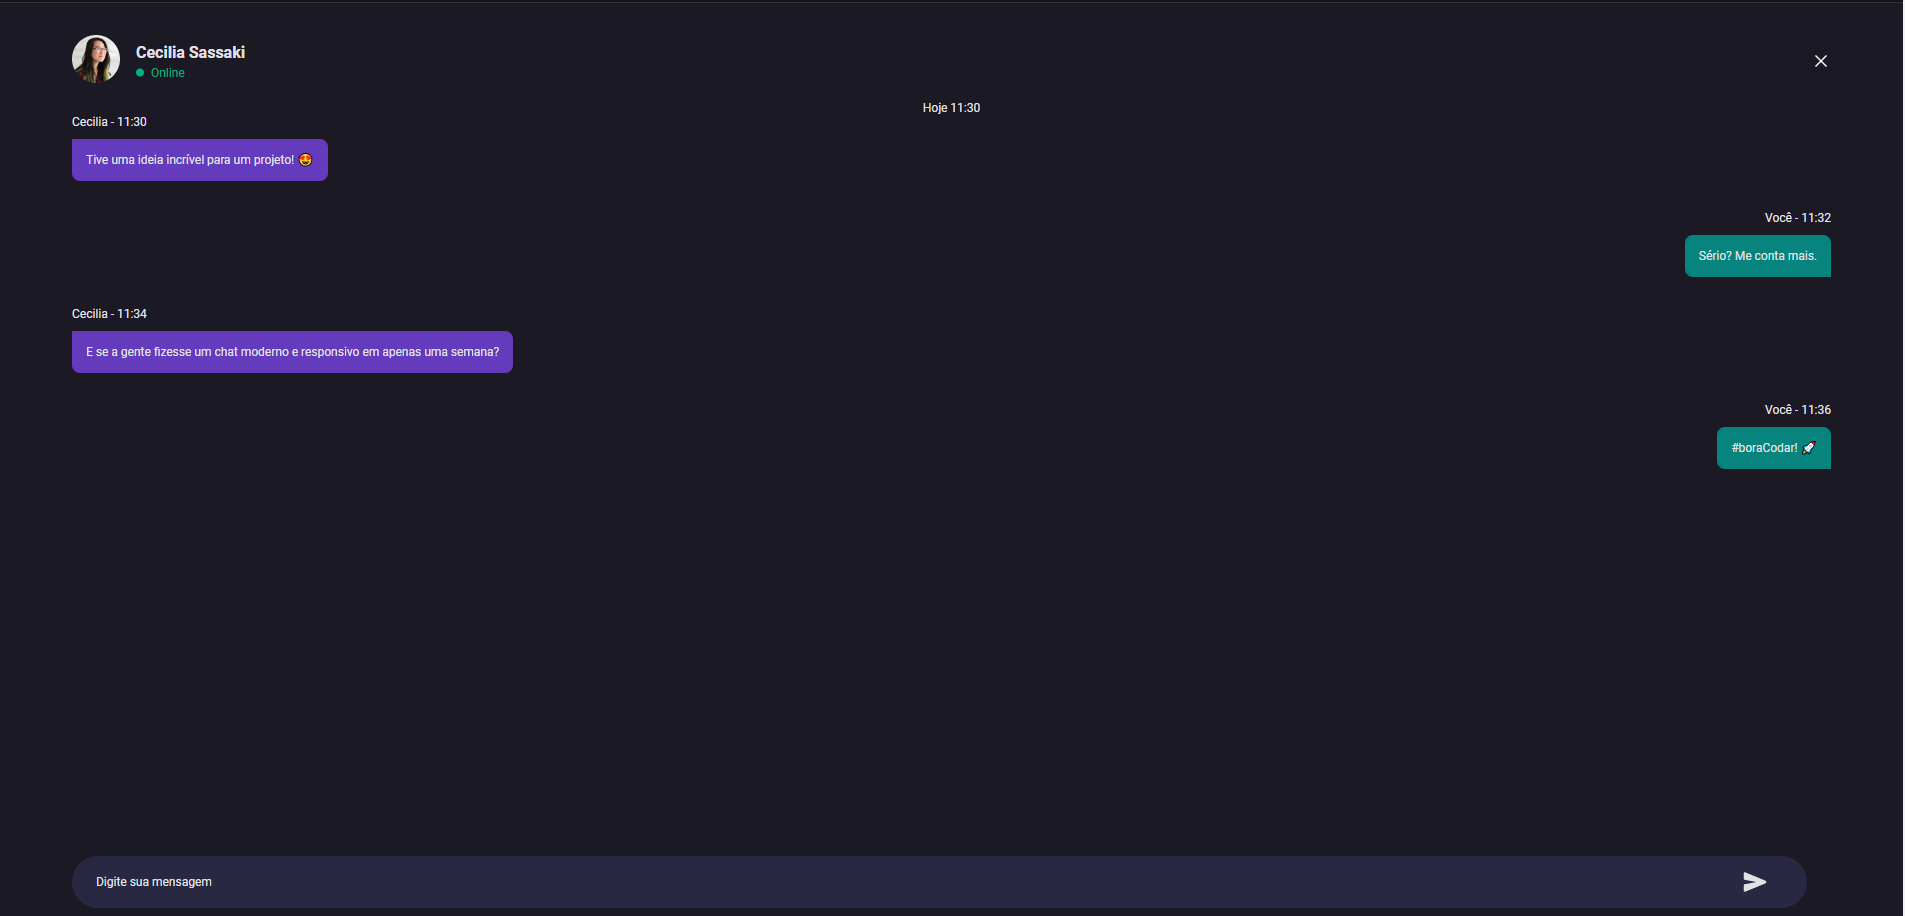 Cecilia Sassaki
Online
Hoje 11:30
Cecilia - 11:30
Tive uma ideia incrível para um projeto! 🤩
Você - 11:32
Sério? Me conta mais.
Cecilia - 11:34
E se a gente fizesse um chat moderno e responsivo em apenas uma semana?
Você - 11:36
#boraCodar! 🚀
Digite sua mensagem